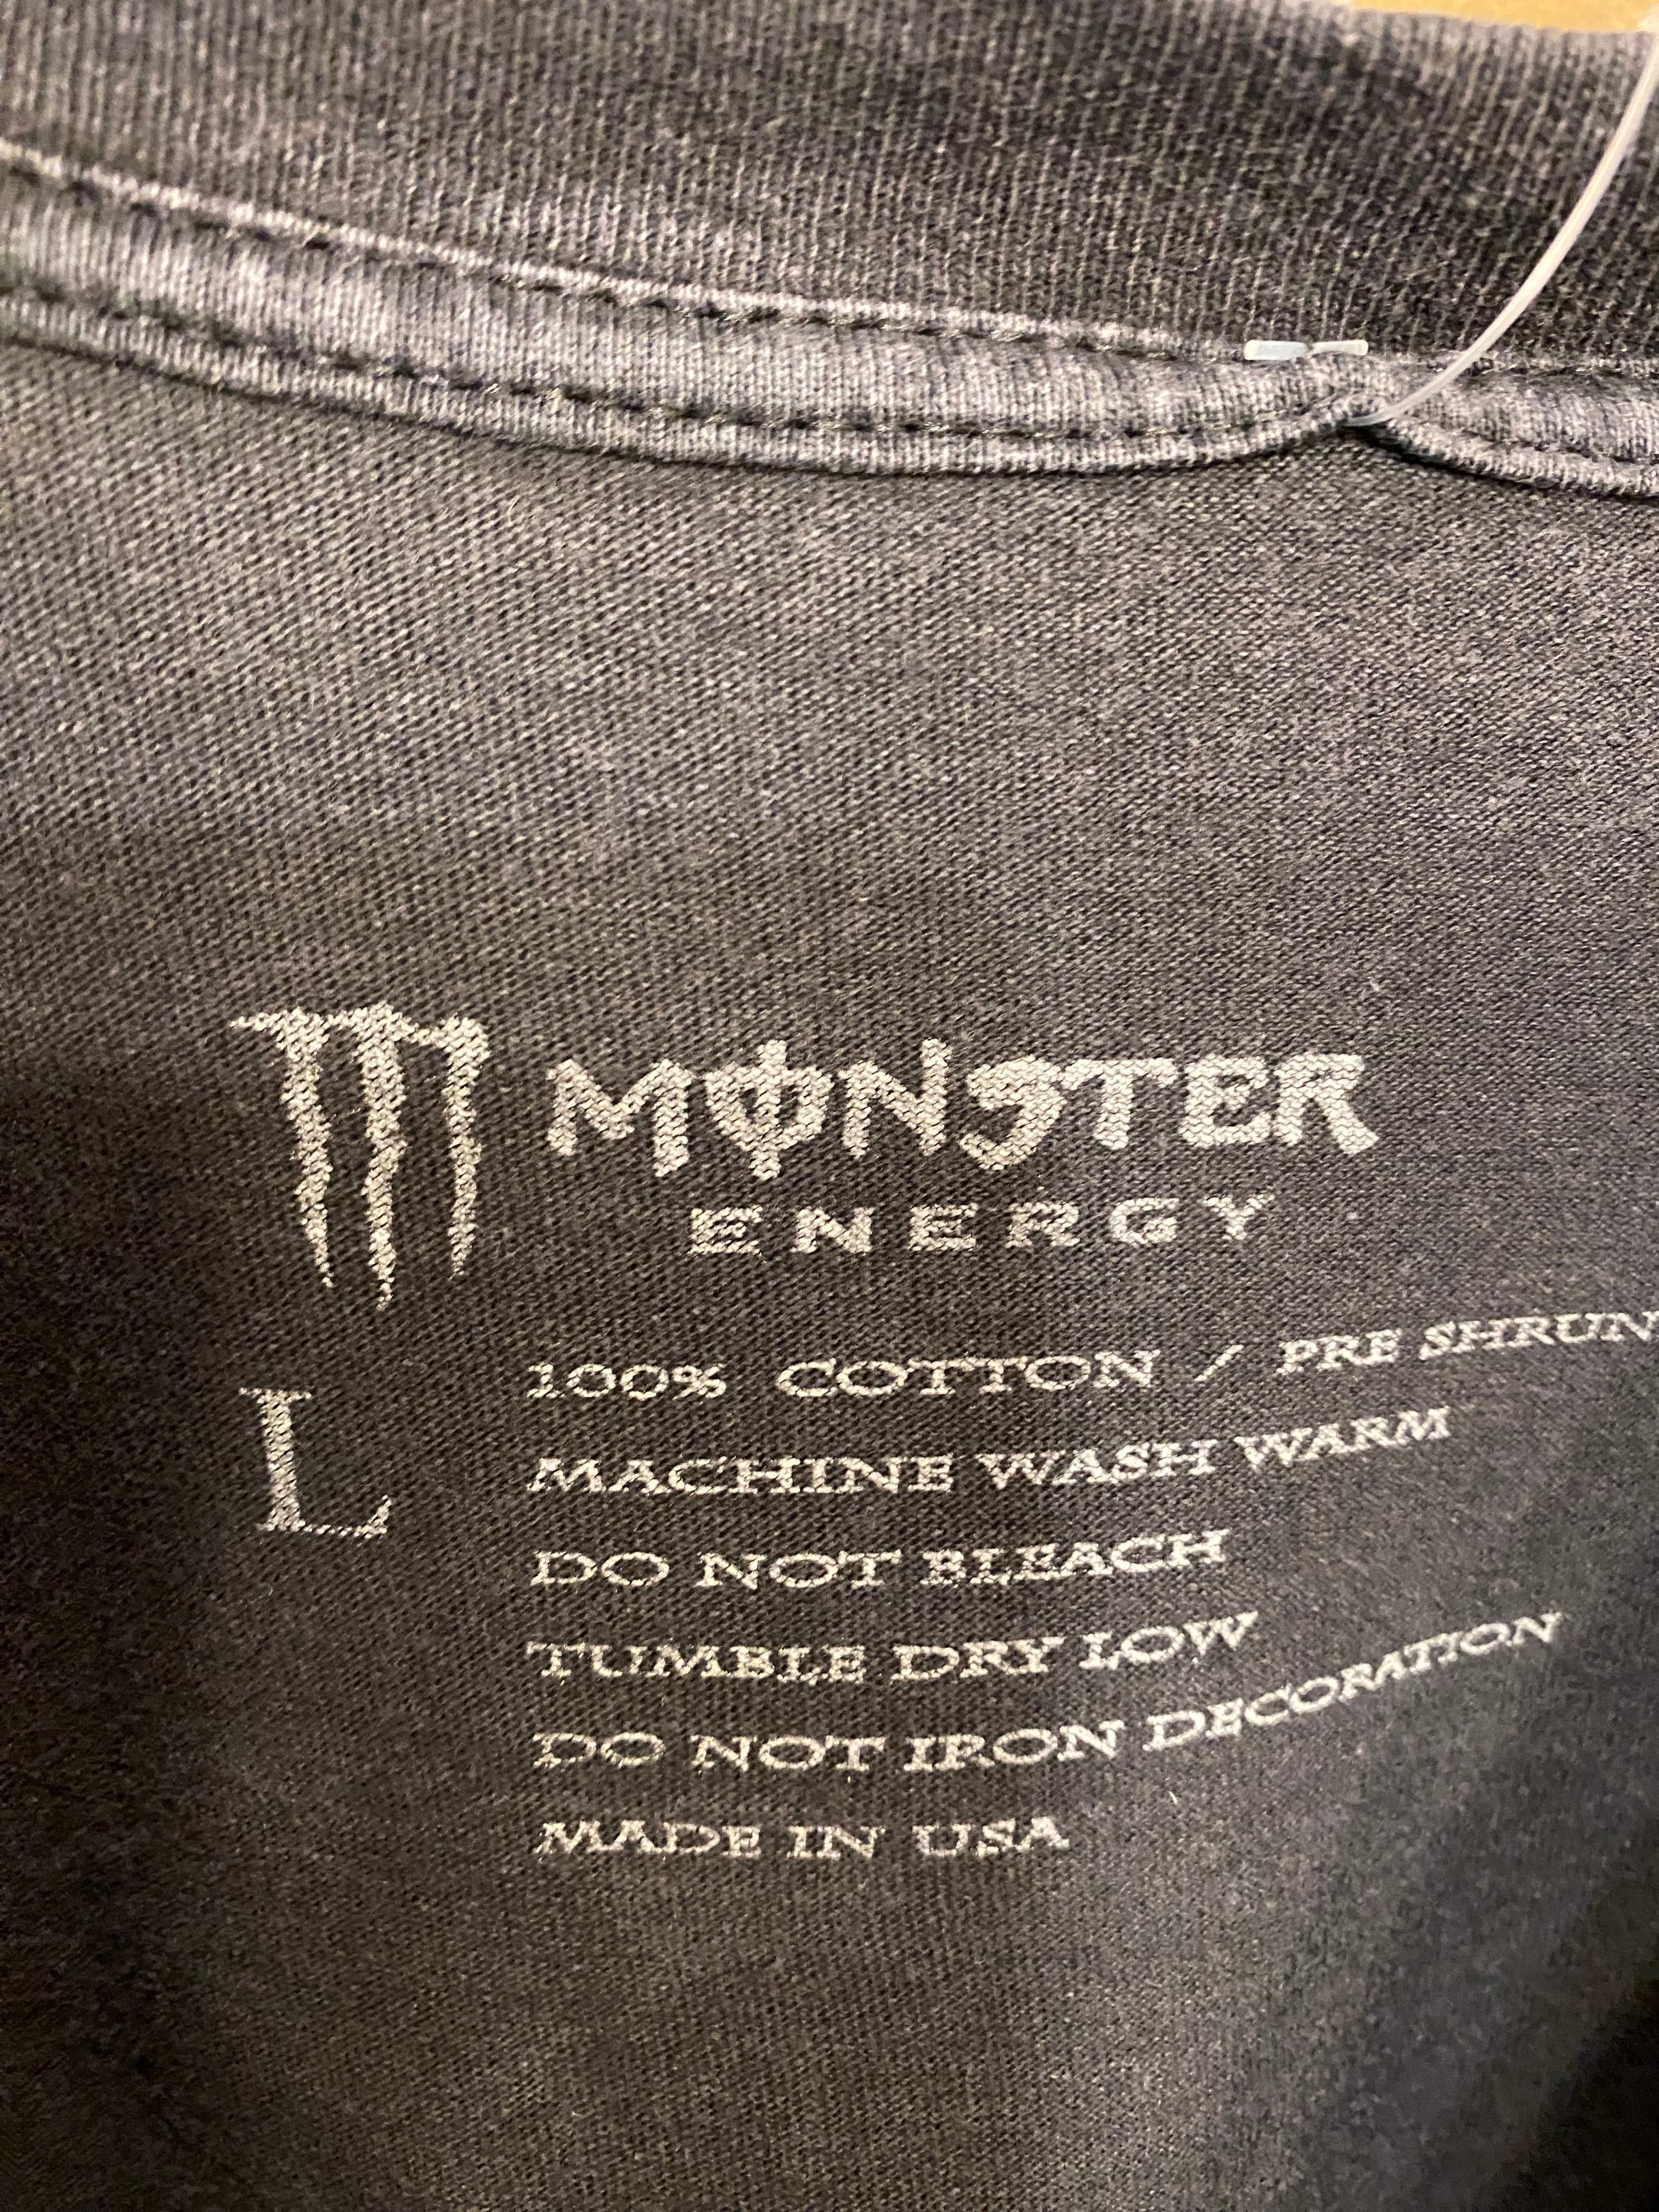 MONSTER
ENERGY
L
100% COTTON / PRE SHRUN
MACHINE WASH WARM
DO NOT BLEACH
TUMBLE DRY LOW
DO NOT IRON DECORATION
MADE IN USA